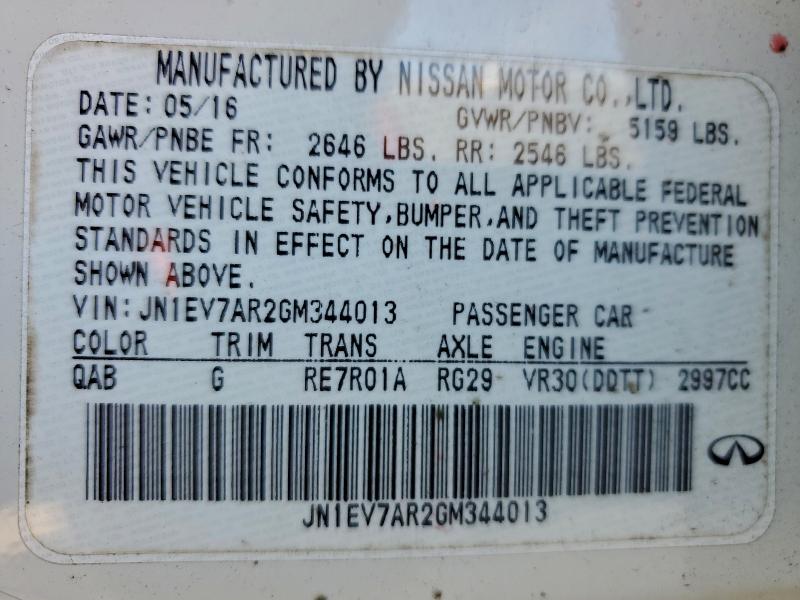 MANUFACTURED BY NISSAN MOTOR CO.,LTD.
DATE: 05/16 GVWR/PNBV: 5159 LBS.
GAWR/PNBE FR: 2646 LBS. RR: 2546 LBS.
THIS VEHICLE CONFORMS TO ALL APPLICABLE FEDERAL
MOTOR VEHICLE SAFETY,BUMPER,AND THEFT PREVENTION
STANDARDS IN EFFECT ON THE DATE OF MANUFACTURE
SHOWN ABOVE.
VIN: JN1EV7AR2GM344013 PASSENGER CAR
COLOR TRIM TRANS AXLE ENGINE
QAB G RE7R01A RG29 VR30(DDTT) 2997CC
JN1EV7AR2GM344013